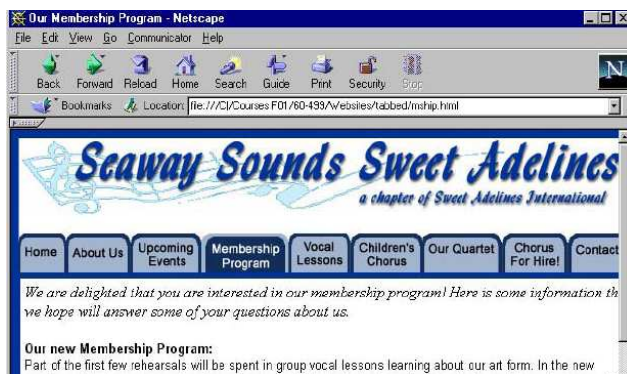 Our Membership Program - Netscape
File Edit View Go Communicator Help
Back Forward Reload Home Search Guide Print Security Stop
N
Bookmarks Location: file:///C|/Courses F01/60-499/Websites/tabbed/mship.html
Seaway Sounds Sweet Adelines
a chapter of Sweet Adelines International
Home About Us Upcoming Events Membership Program Vocal Lessons Children's Chorus Our Quartet Chorus For Hire! Contact
We are delighted that you are interested in our membership program! Here is some information th
we hope will answer some of your questions about us.
Our new Membership Program:
Part of the first few rehearsals will be spent in group vocal lessons learning about our art form. In the new